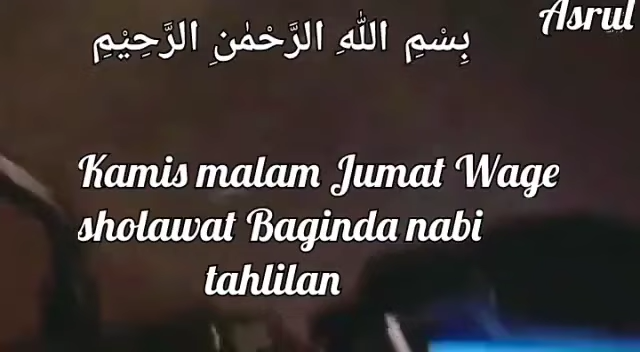 Asrul
بِسْمِ اللّٰهِ الرَّحْمٰنِ الرَّحِيْمِ
Kamis malam Jumat Wage
sholawat Baginda nabi
tahlilan